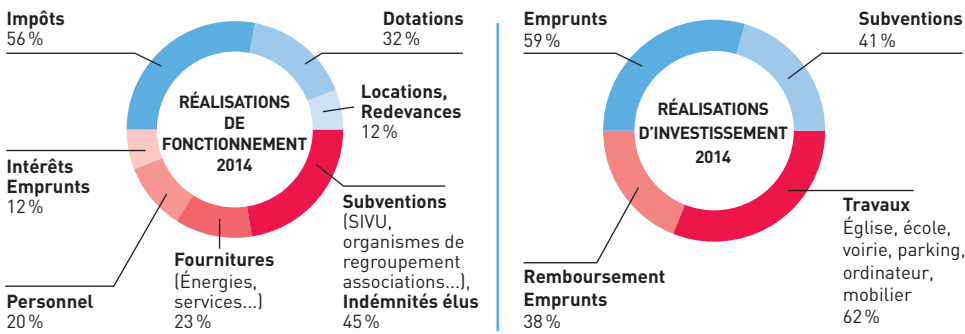 Impôts
56 %
Dotations
32 %
Locations,
Redevances
12 %
RÉALISATIONS
DE
FONCTIONNEMENT
2014
Intérêts
Emprunts
12 %
Personnel
20 %
Fournitures
(Énergies,
services...)
23 %
Subventions
(SIVU,
organismes de
regroupement
associations...),
Indémnités élus
45 %
Emprunts
59 %
Subventions
41 %
RÉALISATIONS
D'INVESTISSEMENT
2014
Remboursement
Emprunts
38 %
Travaux
Église, école,
voirie, parking,
ordinateur,
mobilier
62 %